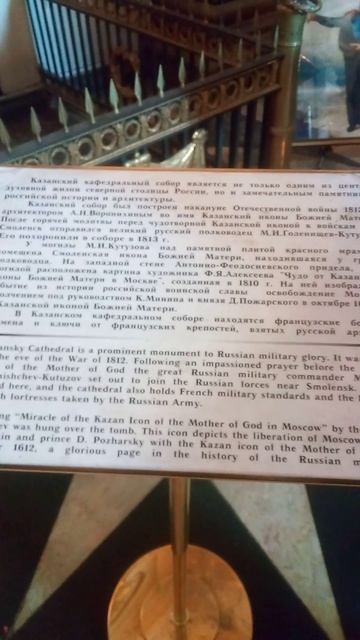 Казанский кафедральный собор является не только одним из цент
духовной жизни северной столицы России, но и замечательным памятни
российской истории и архитектуры.
Казанский собор был построен накануне Отечественной войны 1812
архитектором А.Н.Воронихиным во имя Казанской иконы Божией Мат
После горячей молитвы перед чудотворной Казанской иконой к войскам
Смоленск отправился великий русский полководец М.И.Голенищев-Куту
Его похоронили в соборе в 1813 г.
У могилы М.И.Кутузова над памятной плитой красного мрам
помещена Смоленская икона Божией Матери, находившаяся у гр
полководца. На западной стене Антониево-Феодосиевского придела
расположена картина художника Ф.Я.Алексеева "Чудо от Казан
иконы Божией Матери в Москве", созданная в 1810 г. На ней изобра
событие из истории российской воинской славы освобождение Мо
ополчением под руководством К.Минина и князя Д.Пожарского в октябре 16
Казанской иконой Божией Матери.
В Казанском кафедральном соборе находятся французские бо
мена и ключи от французских крепостей, взятых русской ар
ansky Cathedral is a prominent monument to Russian military glory. It wa
the eve of the War of 1812. Following an impassioned prayer before the
of the Mother of God the great Russian military commander M
nishchev-Kutuzov set out to join the Russian forces near Smolensk.
d here, and the cathedral also holds French military standards and the
h fortresses taken by the Russian Army.
ng "Miracle of the Kazan Icon of the Mother of God in Moscow" by the
ev was hung over the tomb. This icon depicts the liberation of Moscow
in and prince D. Pozharsky with the Kazan icon of the Mother of
1612, a glorious page in the history of the Russian m